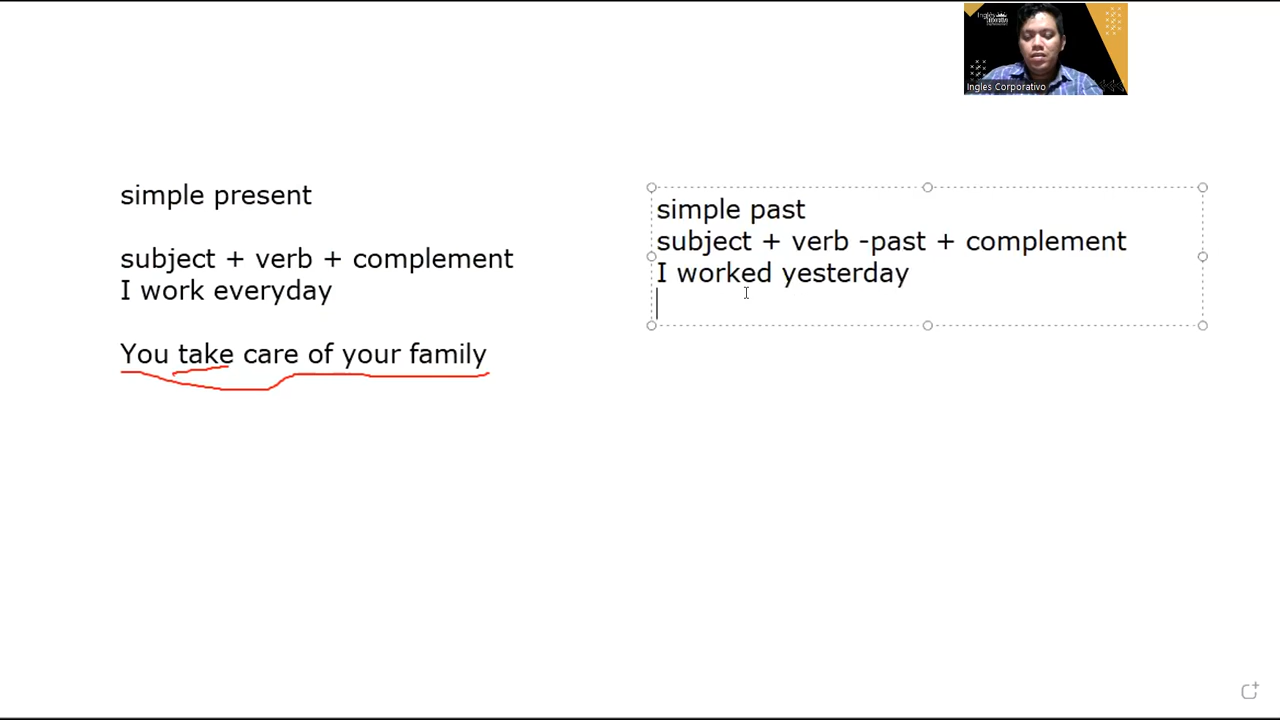 Ingles Corporativo
simple present
subject + verb + complement
I work everyday
You take care of your family
simple past
subject + verb -past + complement
I worked yesterday